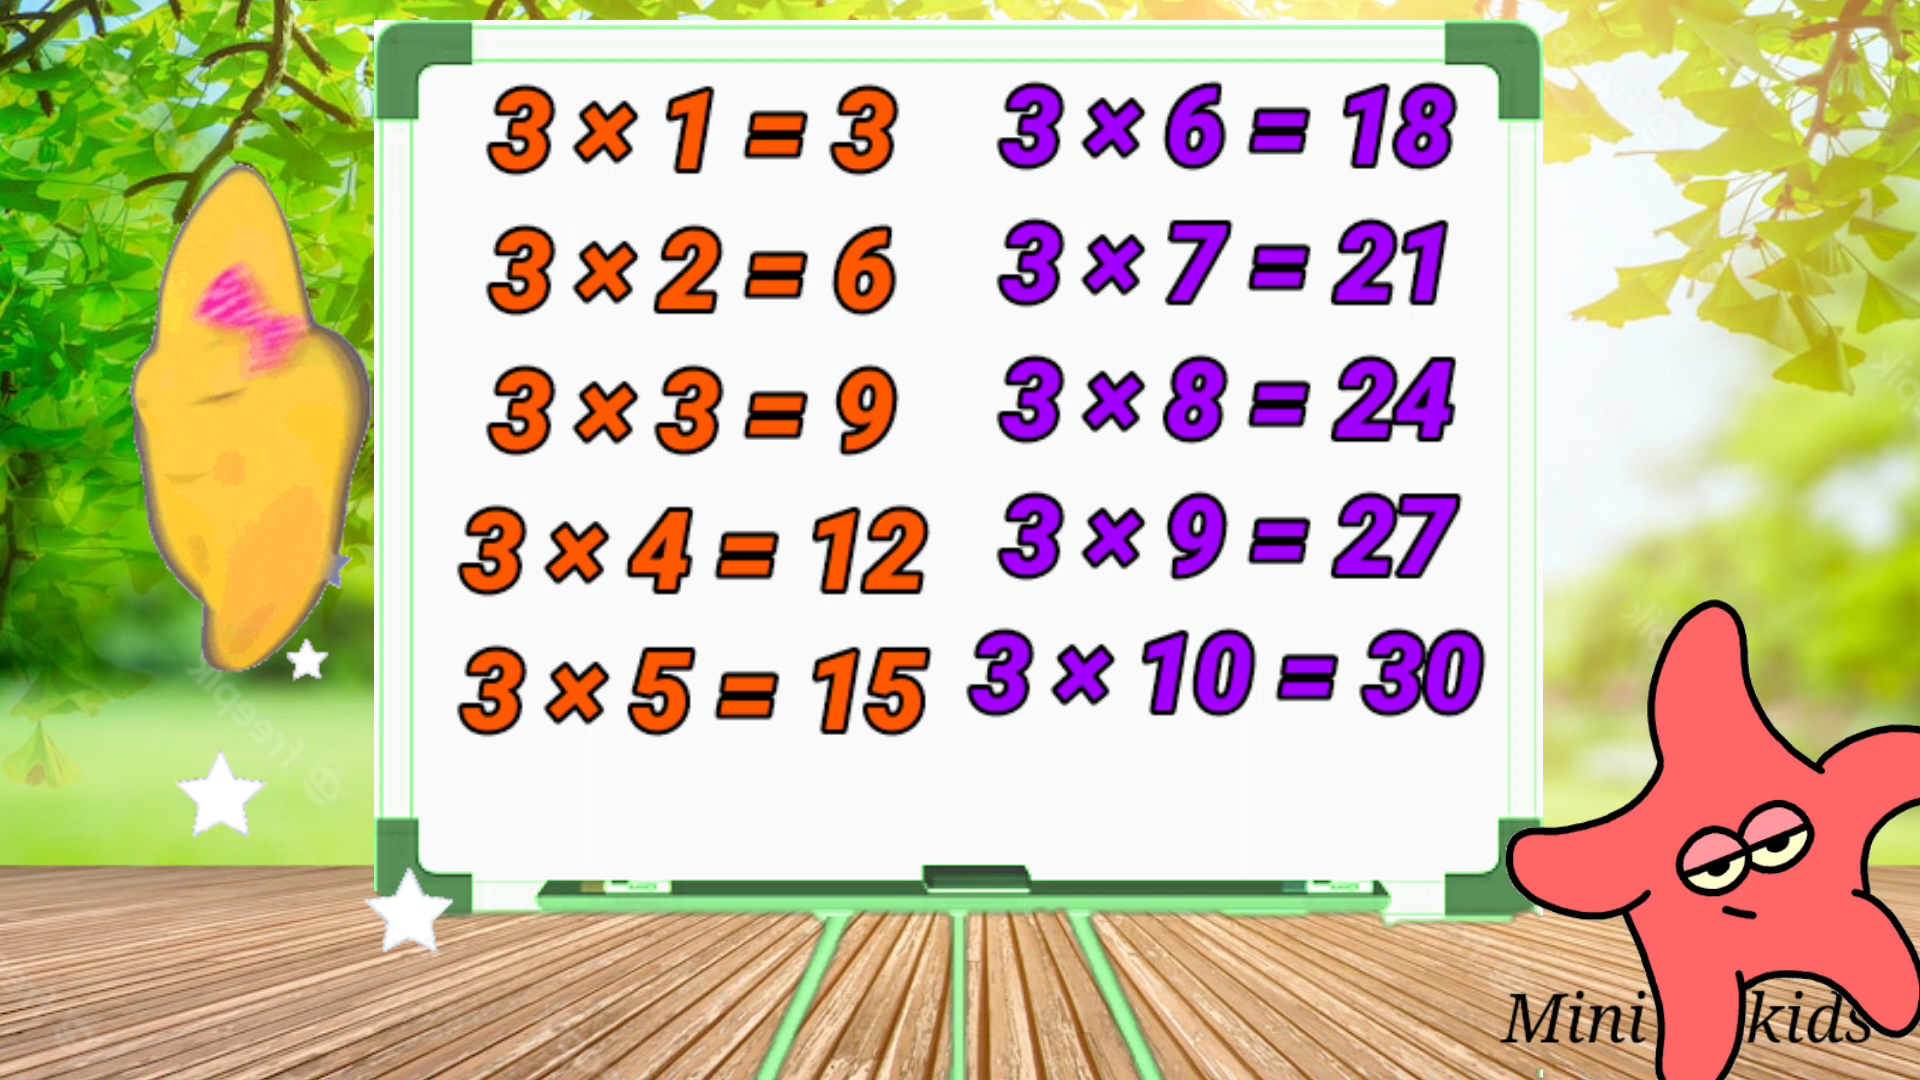 3 × 1 = 3
3 × 2 = 6
3 × 3 = 9
3 × 4 = 12
3 × 5 = 15
3 × 6 = 18
3 × 7 = 21
3 × 8 = 24
3 × 9 = 27
3 × 10 = 30
freepik
Mini kids